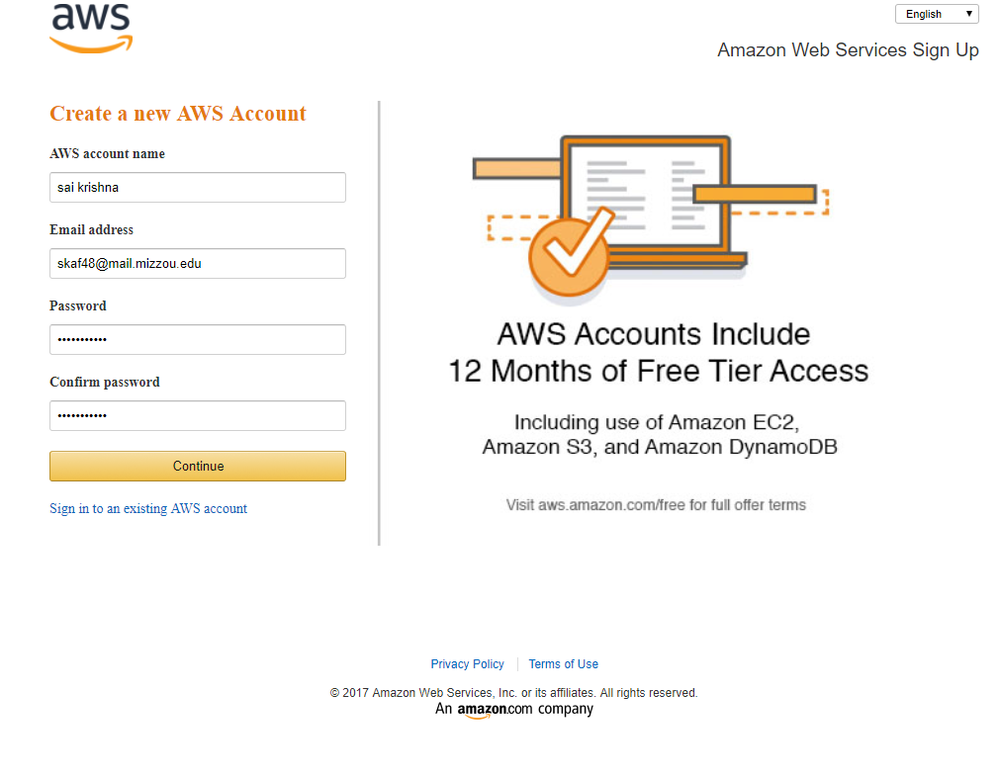 aws
English
Amazon Web Services Sign Up
Create a new AWS Account
AWS account name
sai krishna
Email address
skaf48@mail.mizzou.edu
Password
•••••••••••
Confirm password
•••••••••••
Continue
Sign in to an existing AWS account
AWS Accounts Include
12 Months of Free Tier Access
Including use of Amazon EC2,
Amazon S3, and Amazon DynamoDB
Visit aws.amazon.com/free for full offer terms
Privacy Policy | Terms of Use
© 2017 Amazon Web Services, Inc. or its affiliates. All rights reserved.
An amazon.com company